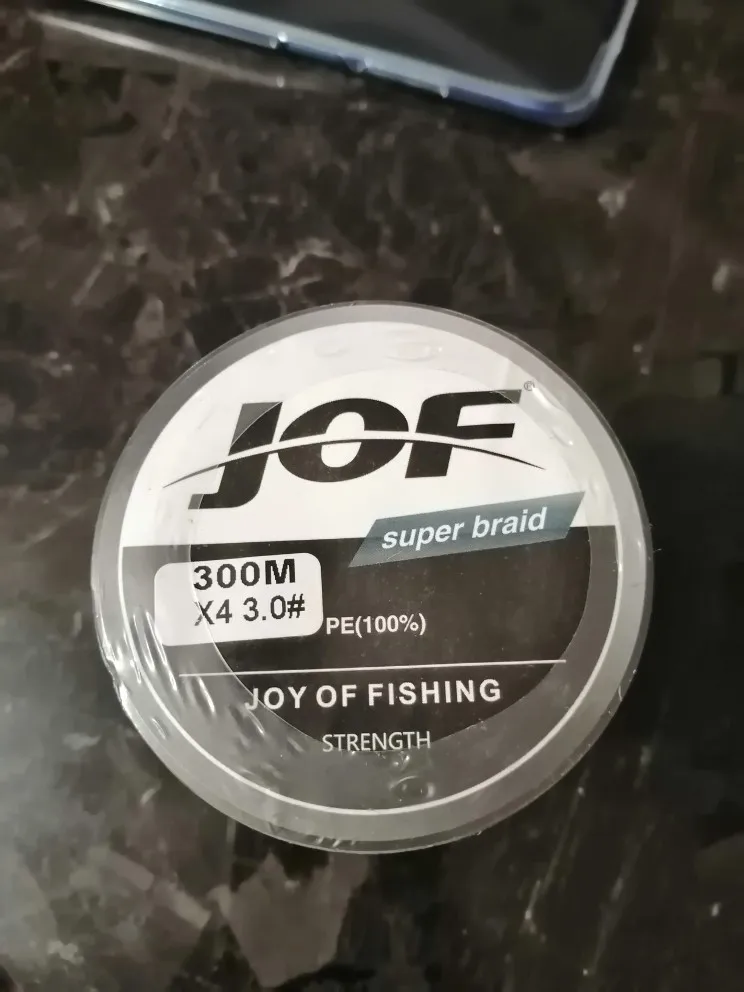 JOF®
super braid
300M
X4 3.0#
PE(100%)
JOY OF FISHING
STRENGTH